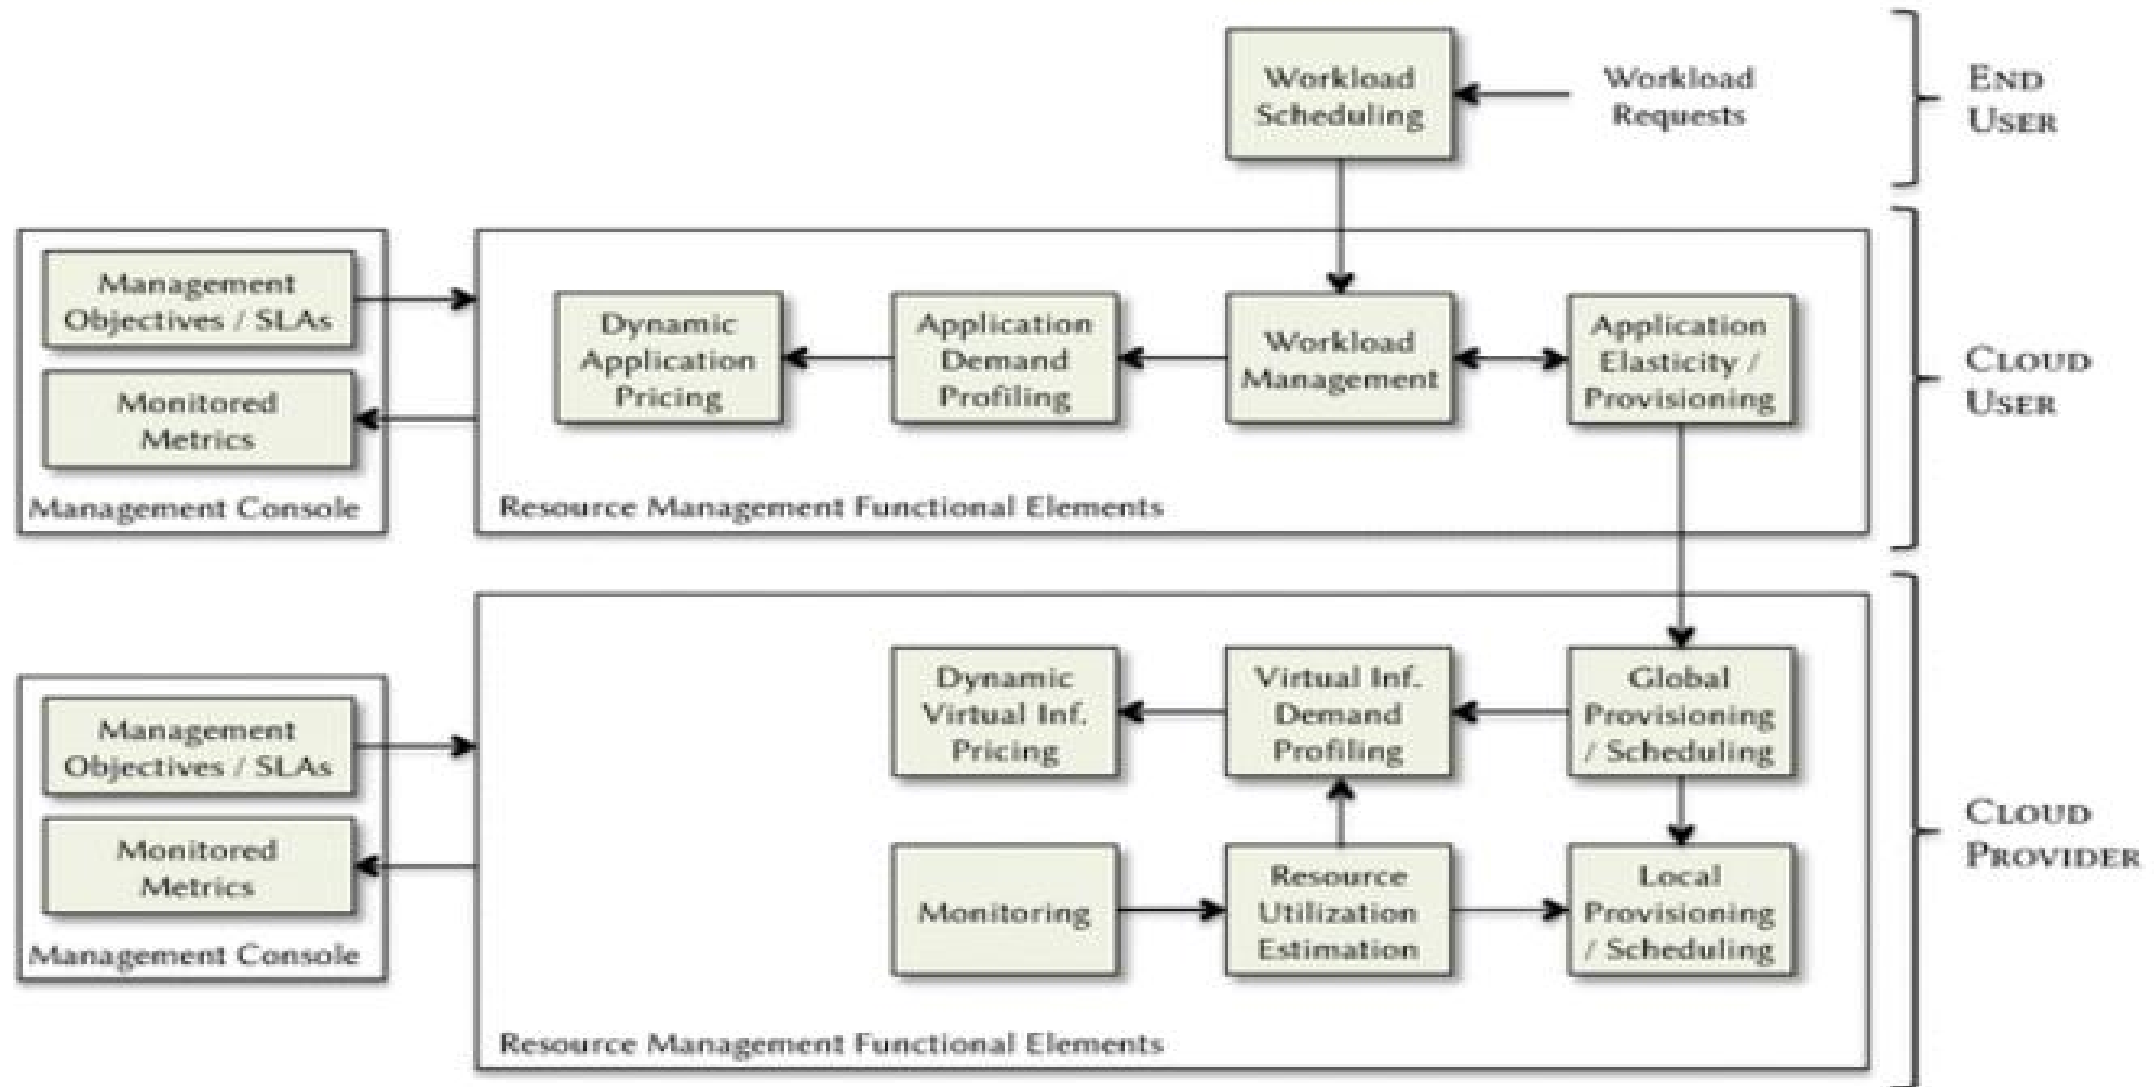 Workload
Scheduling
Workload
Requests
END
USER
Management
Objectives / SLAs
Monitored
Metrics
Management Console
Dynamic
Application
Pricing
Application
Demand
Profiling
Workload
Management
Application
Elasticity /
Provisioning
Resource Management Functional Elements
CLOUD
USER
Management
Objectives / SLAs
Monitored
Metrics
Management Console
Dynamic
Virtual Inf.
Pricing
Virtual Inf.
Demand
Profiling
Global
Provisioning
/ Scheduling
Monitoring
Resource
Utilization
Estimation
Local
Provisioning
/ Scheduling
Resource Management Functional Elements
CLOUD
PROVIDER